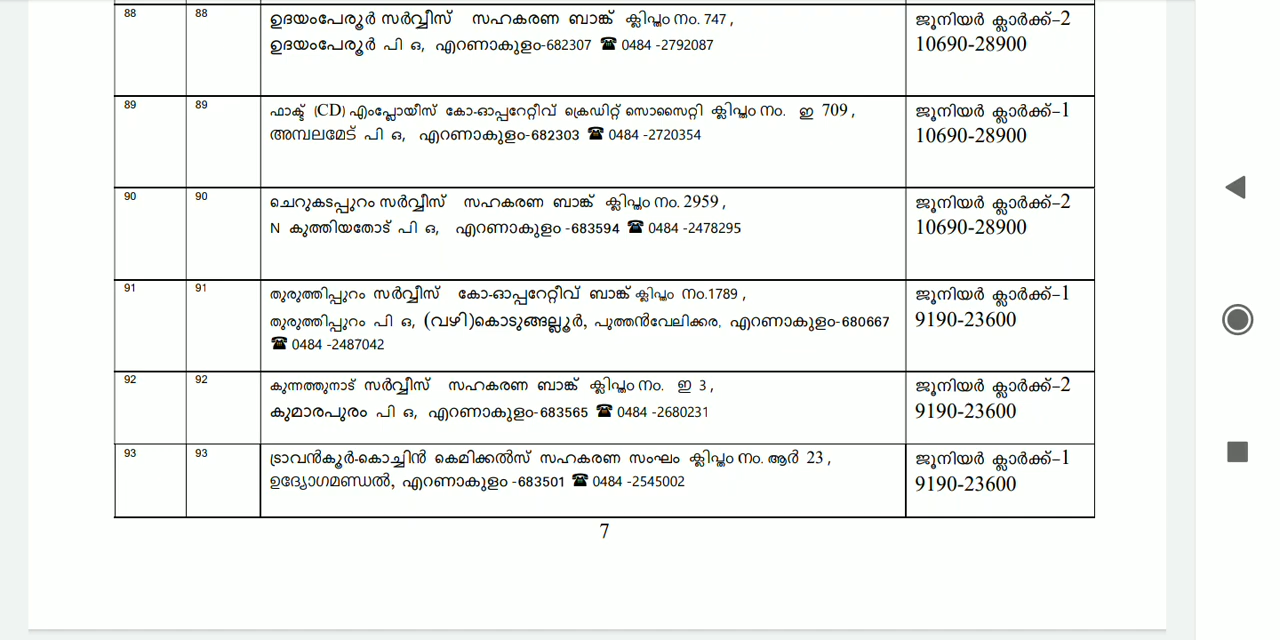 88 88 ഉദയംപേരൂർ സർവ്വീസ് സഹകരണ ബാങ്ക് ക്ലിപ്തം നം. 747 , ജൂനിയർ ക്ലാർക്ക്–2
ഉദയംപേരൂർ പി ഒ, എറണാകുളം-682307 ☎ 0484 -2792087 10690-28900
89 89 ഫാക്ട് (CD) എംപ്ലോയീസ് കോ-ഓപ്പറേറ്റീവ് ക്രെഡിറ്റ് സൊസൈറ്റി ക്ലിപ്തം നം. ഇ 709 , ജൂനിയർ ക്ലാർക്ക്–1
അമ്പലമേട് പി ഒ, എറണാകുളം-682303 ☎ 0484 -2720354 10690-28900
90 90 ചെറുകടപ്പുറം സർവ്വീസ് സഹകരണ ബാങ്ക് ക്ലിപ്തം നം. 2959 , ജൂനിയർ ക്ലാർക്ക്–2
N കുത്തിയതോട് പി ഒ, എറണാകുളം -683594 ☎ 0484 -2478295 10690-28900
91 91 തുരുത്തിപ്പുറം സർവ്വീസ് കോ-ഓപ്പറേറ്റീവ് ബാങ്ക് ക്ലിപ്തം നം.1789 , ജൂനിയർ ക്ലാർക്ക്–1
തുരുത്തിപ്പുറം പി ഒ, (വഴി)കൊടുങ്ങല്ലൂർ, പുത്തൻവേലിക്കര, എറണാകുളം-680667 9190-23600
☎ 0484 -2487042
92 92 കുന്നത്തുനാട് സർവ്വീസ് സഹകരണ ബാങ്ക് ക്ലിപ്തം നം. ഇ 3 , ജൂനിയർ ക്ലാർക്ക്–2
കുമാരപുരം പി ഒ, എറണാകുളം-683565 ☎ 0484 -2680231 9190-23600
93 93 ട്രാവൻകൂർ-കൊച്ചിൻ കെമിക്കൽസ് സഹകരണ സംഘം ക്ലിപ്തം നം. ആർ 23 , ജൂനിയർ ക്ലാർക്ക്–1
ഉദ്യോഗമണ്ഡൽ, എറണാകുളം -683501 ☎ 0484 -2545002 9190-23600
7